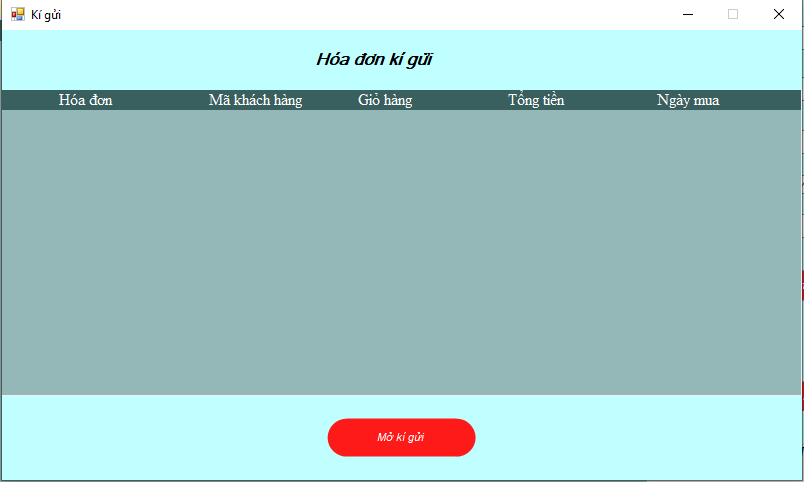 Kí gửi
Hóa đơn kí gửi
Hóa đơn Mã khách hàng Giỏ hàng Tổng tiền Ngày mua
Mở kí gửi